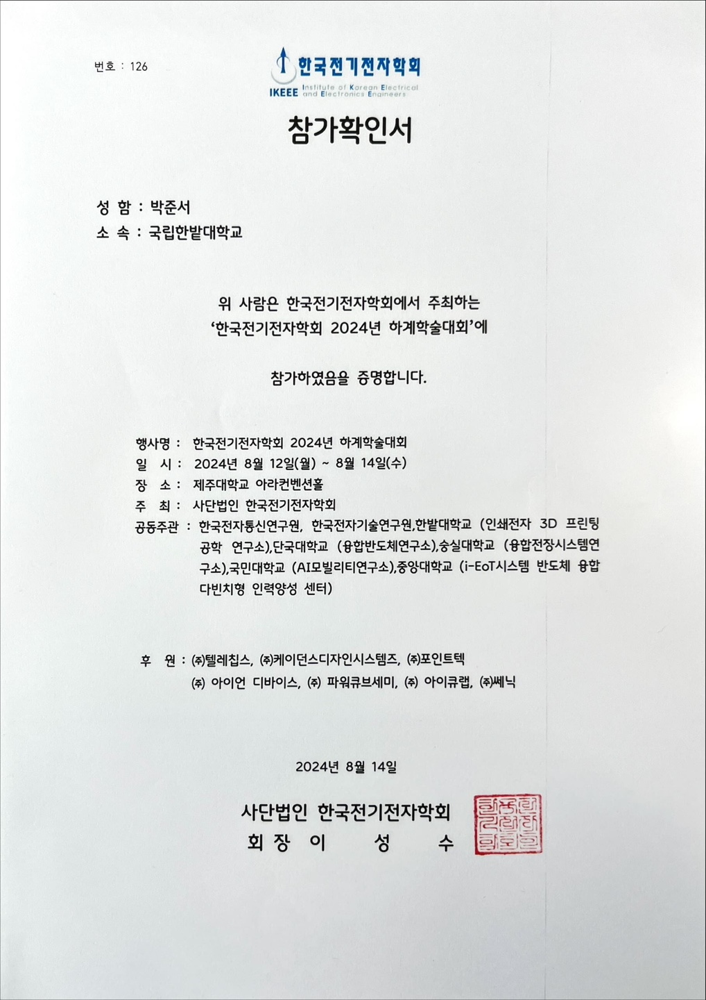 번호 : 126
한국전기전자학회
IKEEE Institute of Korean Electrical and Electronics Engineers
참가확인서
성 함 : 박준서
소 속 : 국립한밭대학교
위 사람은 한국전기전자학회에서 주최하는
‘한국전기전자학회 2024년 하계학술대회’에
참가하였음을 증명합니다.
행사명 : 한국전기전자학회 2024년 하계학술대회
일 시 : 2024년 8월 12일(월) ~ 8월 14일(수)
장 소 : 제주대학교 아라컨벤션홀
주 최 : 사단법인 한국전기전자학회
공동주관 : 한국전자통신연구원, 한국전자기술연구원,한밭대학교 (인쇄전자 3D 프린팅
공학 연구소),단국대학교 (융합반도체연구소),숭실대학교 (융합전장시스템연
구소),국민대학교 (AI모빌리티연구소),중앙대학교 (i-EoT시스템 반도체 융합
다빈치형 인력양성 센터)
후 원 : ㈜텔레칩스, ㈜케이던스디자인시스템즈, ㈜포인트텍
㈜ 아이언 디바이스, ㈜ 파워큐브세미, ㈜ 아이큐랩, ㈜쎄닉
2024년 8월 14일
사단법인 한국전기전자학회
회 장 이 성 수